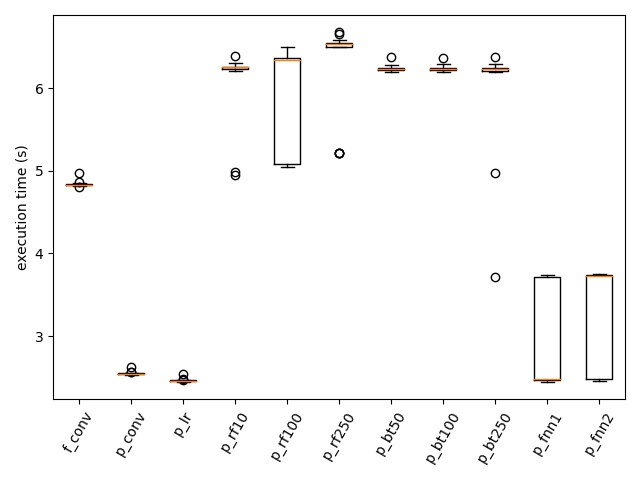 execution time (s)
6
5
4
3
f_conv
p_conv
p_lr
p_rf10
p_rf100
p_rf250
p_bt50
p_bt100
p_bt250
p_fnn1
p_fnn2